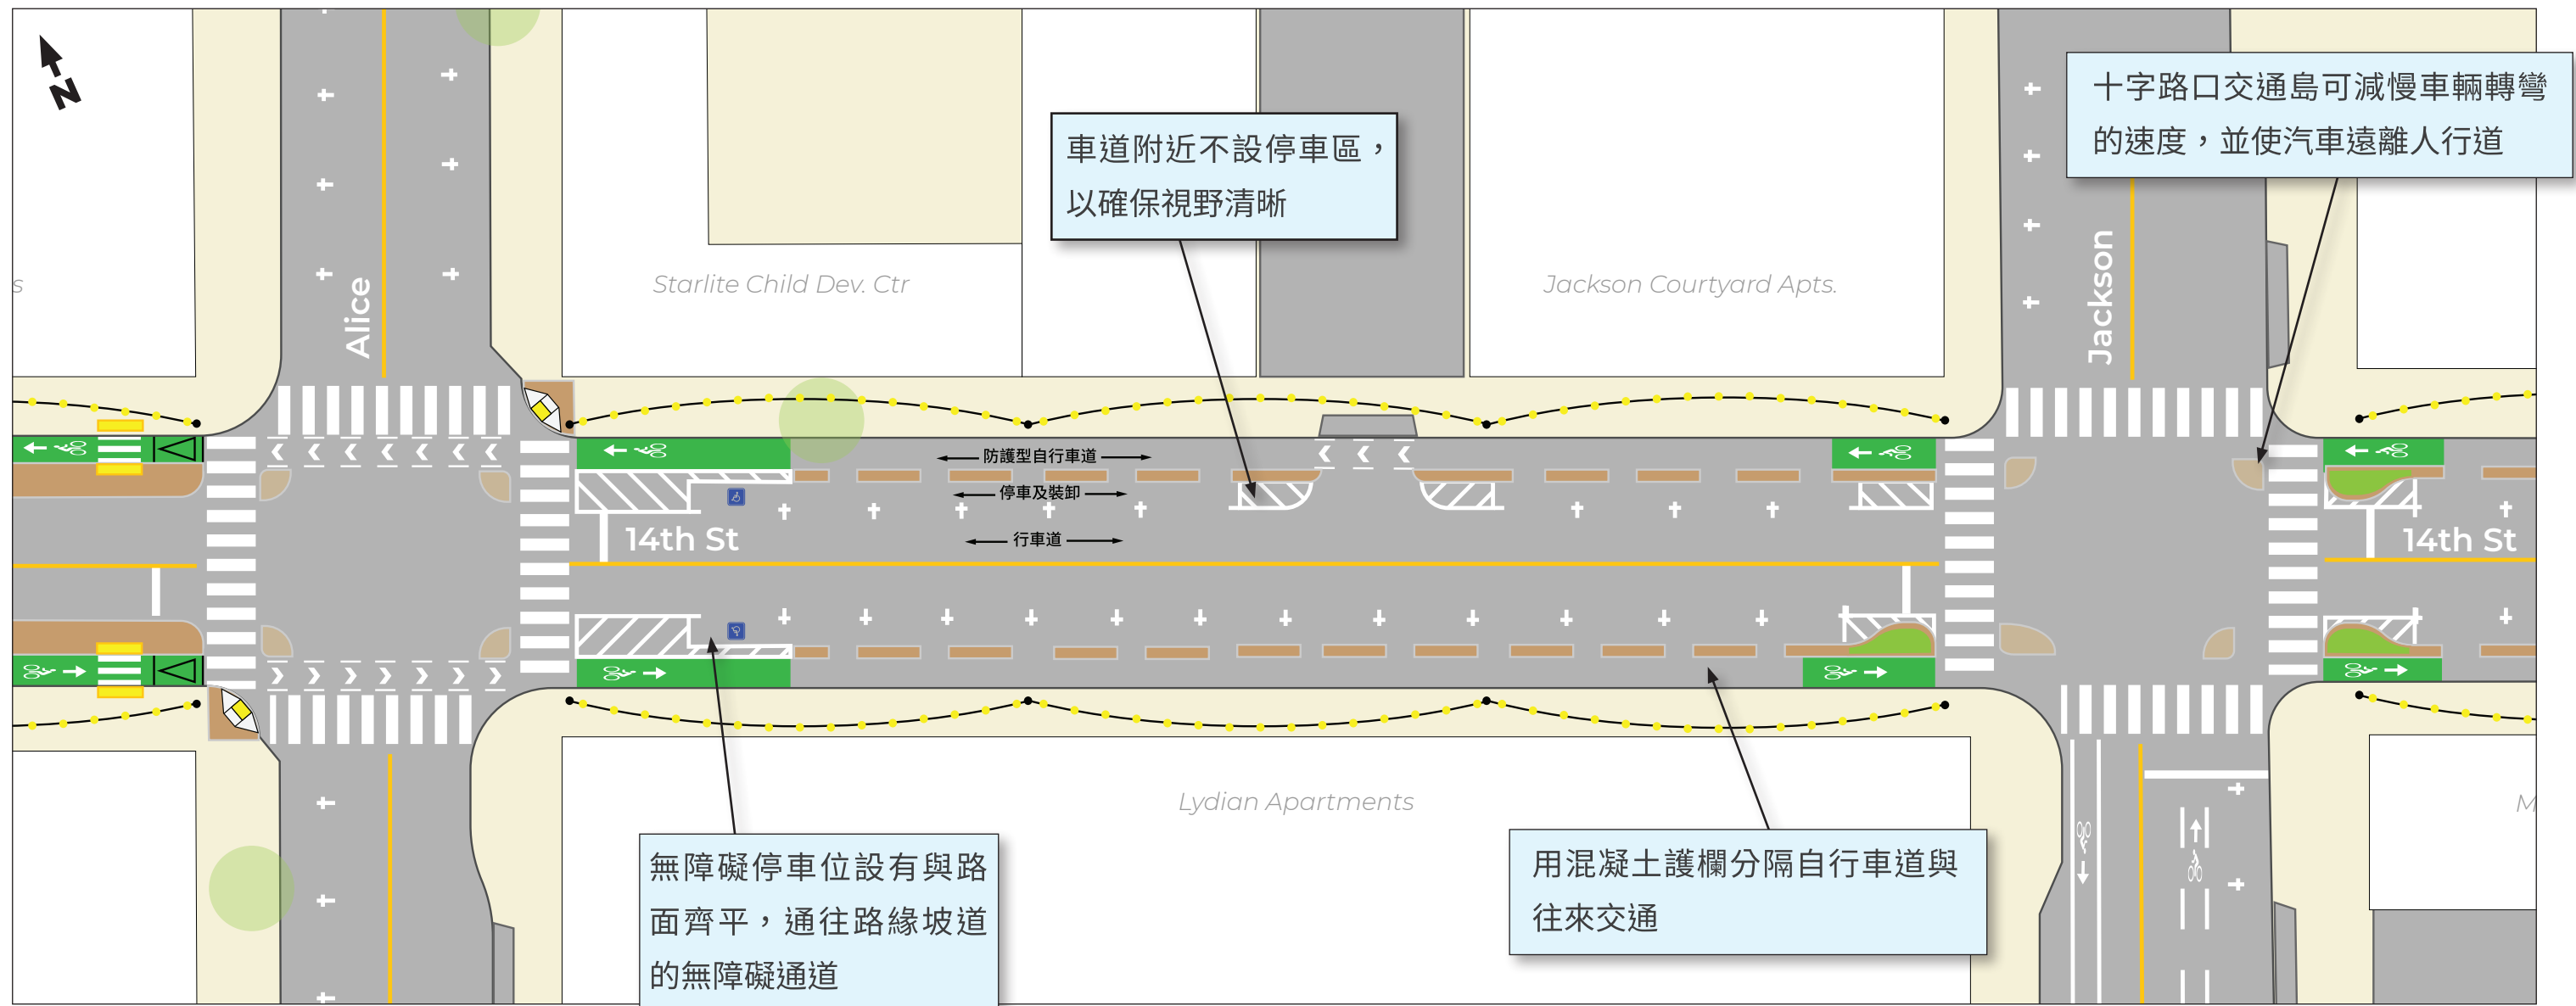 N
十字路口交通島可減慢車輛轉彎
的速度，並使汽車遠離人行道
車道附近不設停車區，
以確保視野清晰
s
Starlite Child Dev. Ctr
Jackson Courtyard Apts.
Alice
Jackson
防護型自行車道
停車及裝卸
行車道
14th St
14th St
Lydian Apartments
M
無障礙停車位設有與路
面齊平，通往路緣坡道
的無障礙通道
用混凝土護欄分隔自行車道與
往來交通